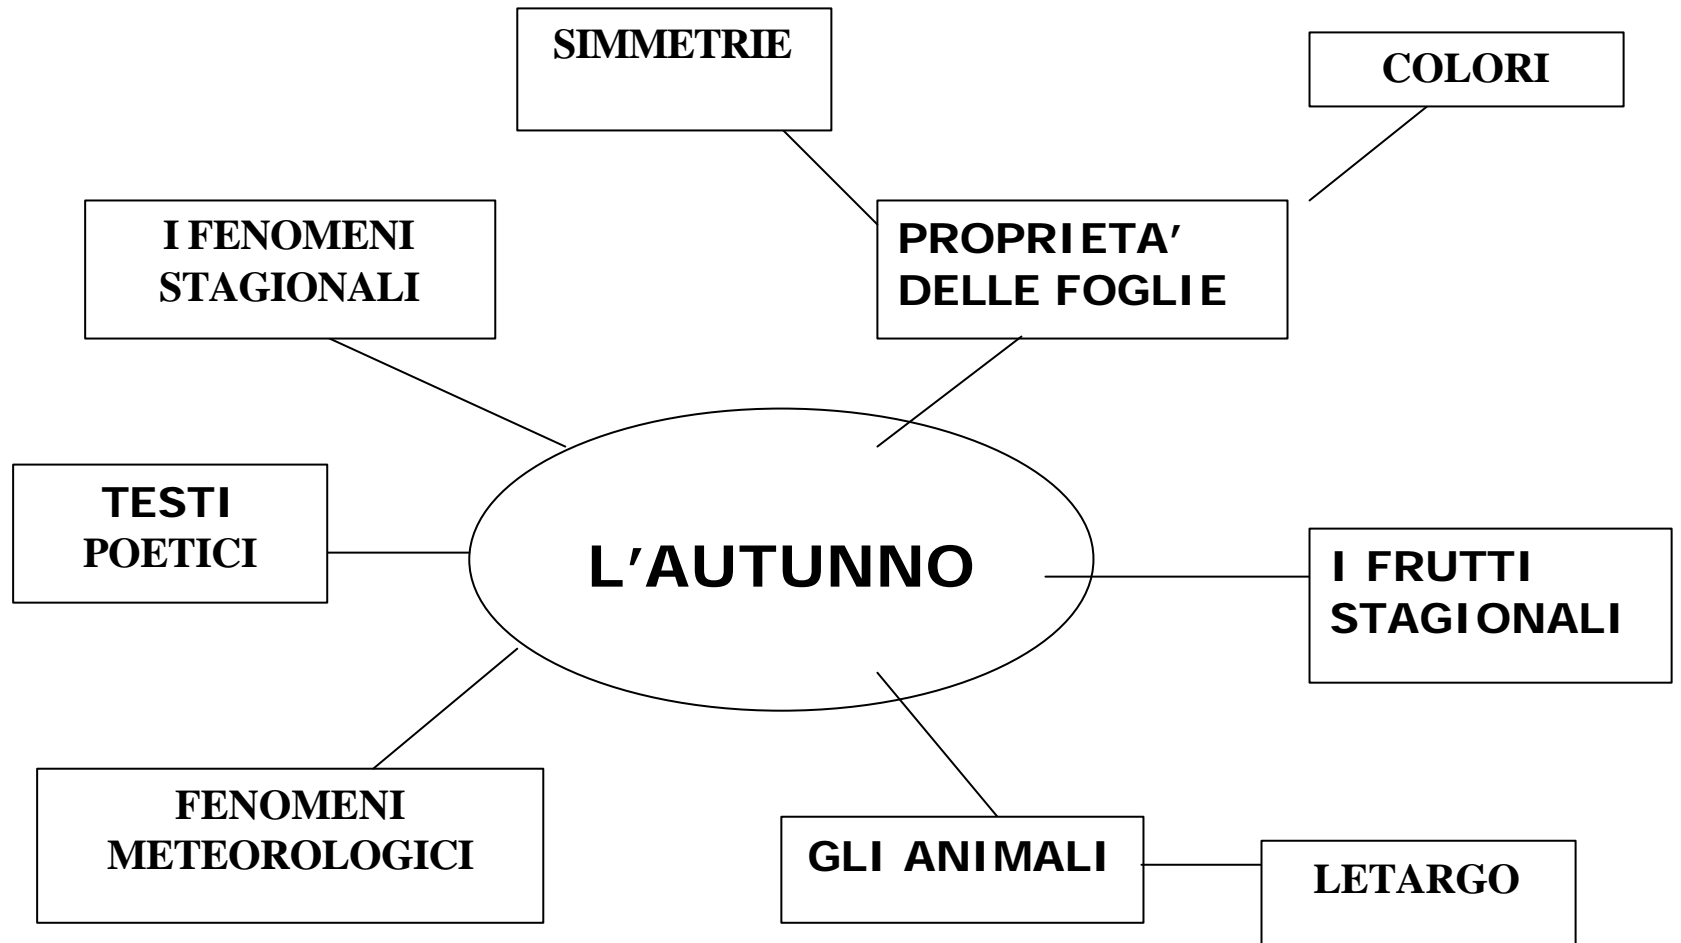 SIMMETRIE
COLORI
I FENOMENI
STAGIONALI
PROPRIETA’
DELLE FOGLIE
TESTI
POETICI
L’AUTUNNO
I FRUTTI
STAGIONALI
FENOMENI
METEOROLOGICI
GLI ANIMALI
LETARGO